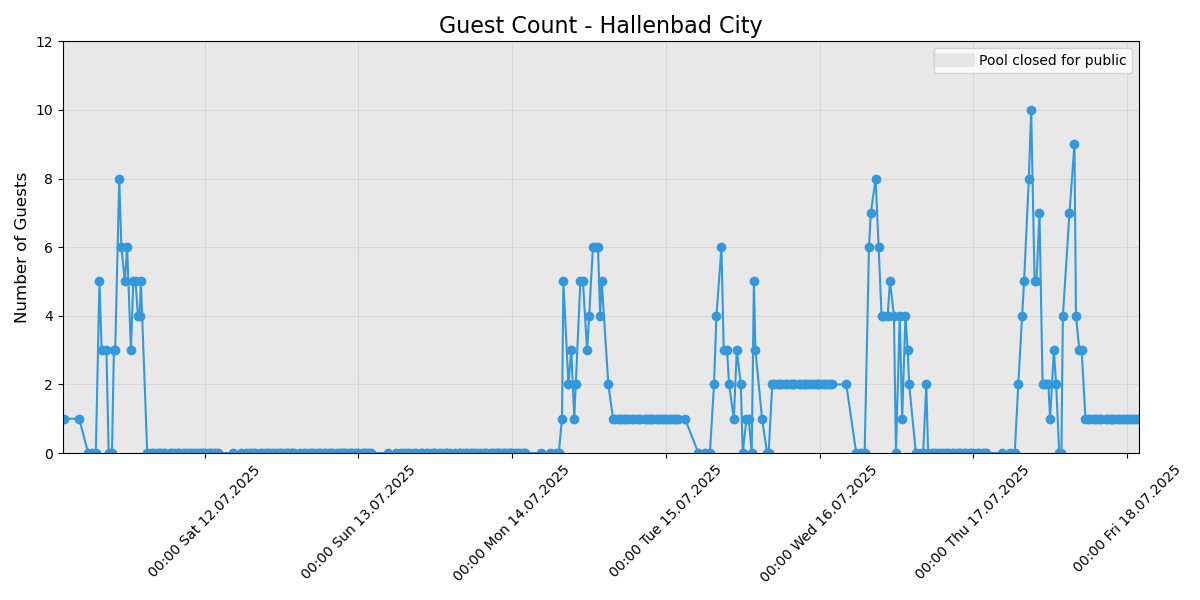 Guest Count - Hallenbad City
Pool closed for public
Number of Guests
12
10
8
6
4
2
0
00:00 Sat 12.07.2025
00:00 Sun 13.07.2025
00:00 Mon 14.07.2025
00:00 Tue 15.07.2025
00:00 Wed 16.07.2025
00:00 Thu 17.07.2025
00:00 Fri 18.07.2025